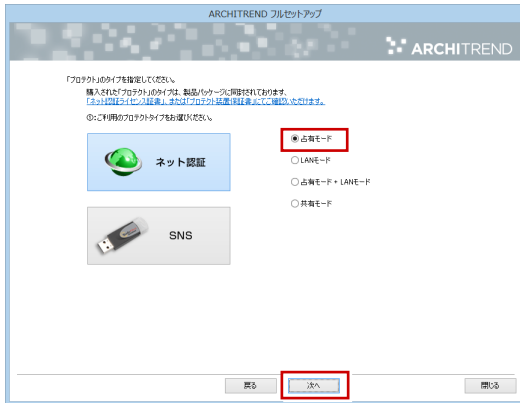 ARCHITREND フルセットアップ
ARCHITREND
「プロテクト」のタイプを指定してください。
購入された「プロテクト」のタイプは、製品パッケージに同封されております、
「ネット認証ライセンス証書」、または「プロテクト装置保証書」にてご確認いただけます。
①:ご利用のプロテクトタイプをお選びください。
ネット認証
SNS
占有モード
LANモード
占有モード + LANモード
共有モード
戻る
次へ
閉じる